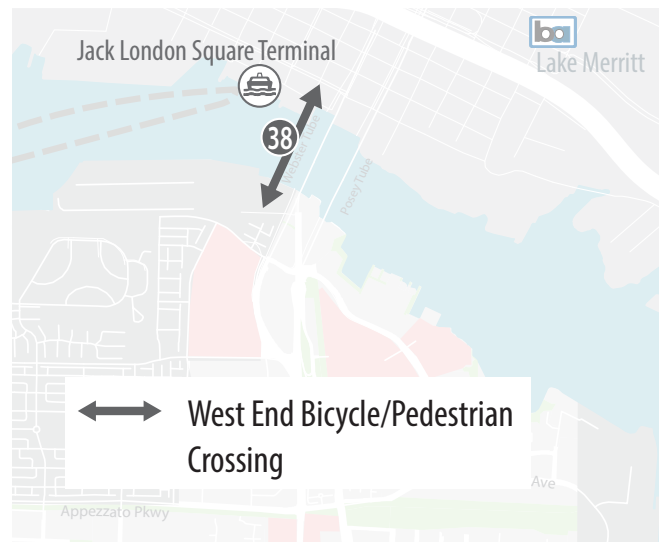 Jack London Square Terminal
ba
Lake Merritt
38
Webster Tube
Posey Tube
West End Bicycle/Pedestrian
Crossing
Ave
Appezzato Pkwy